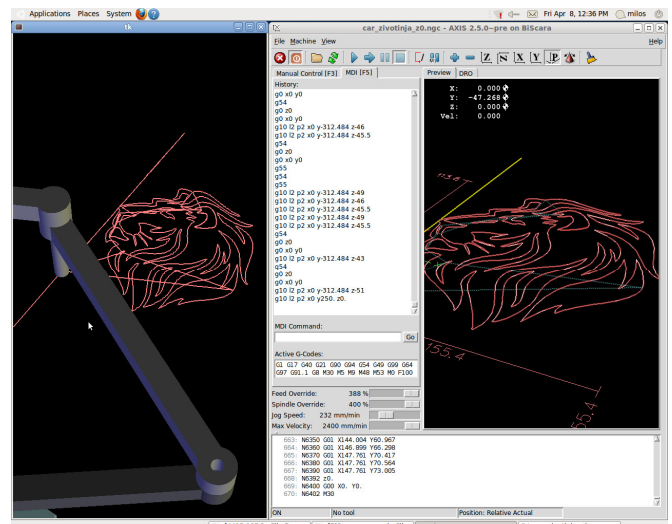 Applications Places System
Fri Apr 8, 12:36 PM milos
tk
car_zivotinja_z0.ngc - AXIS 2.5.0~pre on BiScara
File Machine View Help
Z N X Y P
Manual Control [F3] MDI [F5]
Preview DRO
History:
g0 x0 y0
g54
g0 z0
g0 x0 y0
g10 l2 p2 x0 y-312.484 z-46
g10 l2 p2 x0 y-312.484 z-45.5
g54
g0 z0
g0 x0 y0
g55
g54
g55
g10 l2 p2 x0 y-312.484 z-49
g10 l2 p2 x0 y-312.484 z-46
g10 l2 p2 x0 y-312.484 z-45.5
g10 l2 p2 x0 y-312.484 z-49
g10 l2 p2 x0 y-312.484 z-45.5
g54
g0 z0
g0 x0 y0
g10 l2 p2 x0 y-312.484 z-43
g54
g0 z0
g0 x0 y0
g10 l2 p2 x0 y-312.484 z-51
g10 l2 p2 x0 y250. z0.
MDI Command:
Go
Active G-Codes:
G1 G17 G40 G21 G90 G94 G54 G49 G99 G64
G97 G91.1 G8 M30 M5 M9 M48 M53 M0 F100
Feed Override: 388 %
Spindle Override: 400 %
Jog Speed: 232 mm/min
Max Velocity: 2400 mm/min
X: 0.000
Y: -47.268
Z: 0.000
Vel: 0.000
113.6
155.4
55.4
663: N6350 G01 X144.004 Y60.967
664: N6360 G01 X146.899 Y66.298
665: N6370 G01 X147.761 Y70.417
666: N6380 G01 X147.761 Y70.564
667: N6390 G01 X147.761 Y73.005
668: N6392 z0.
669: N6400 G00 X0. Y0.
670: N6402 M30
ON No tool Position: Relative Actual